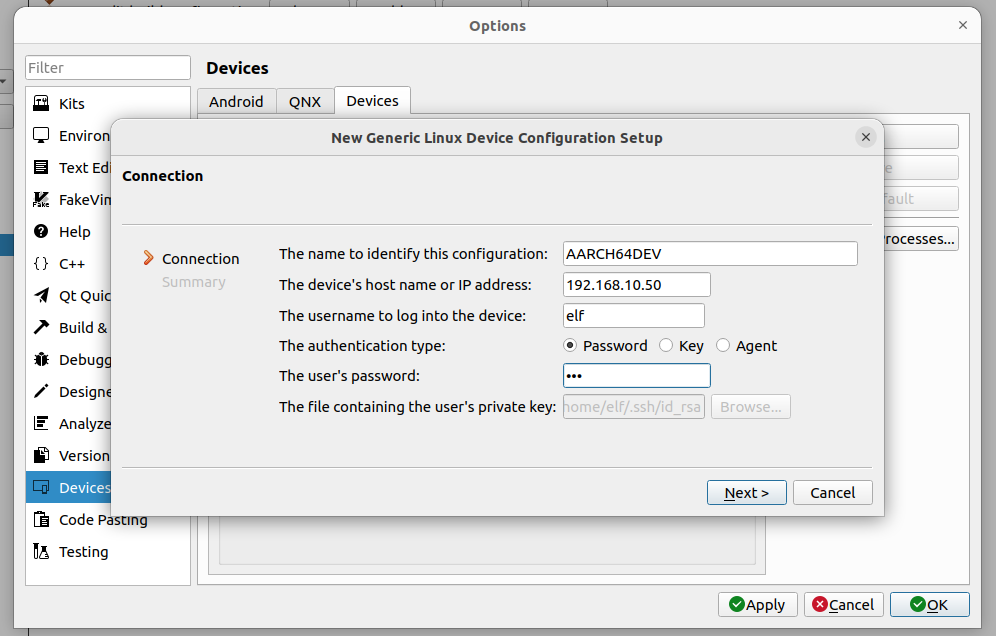 Options
Filter
Devices
Kits
Android QNX Devices
Environ
Text Edi
FakeVim
Help
C++
Qt Quic
Build &
Debugg
Designe
Analyze
Version
Devices
Code Pasting
Testing
rocesses...
New Generic Linux Device Configuration Setup
Connection
Connection
Summary
The name to identify this configuration: AARCH64DEV
The device's host name or IP address: 192.168.10.50
The username to log into the device: elf
The authentication type: Password Key Agent
The user's password: •••
The file containing the user's private key: home/elf/.ssh/id_rsa Browse...
Next > Cancel
Apply Cancel OK